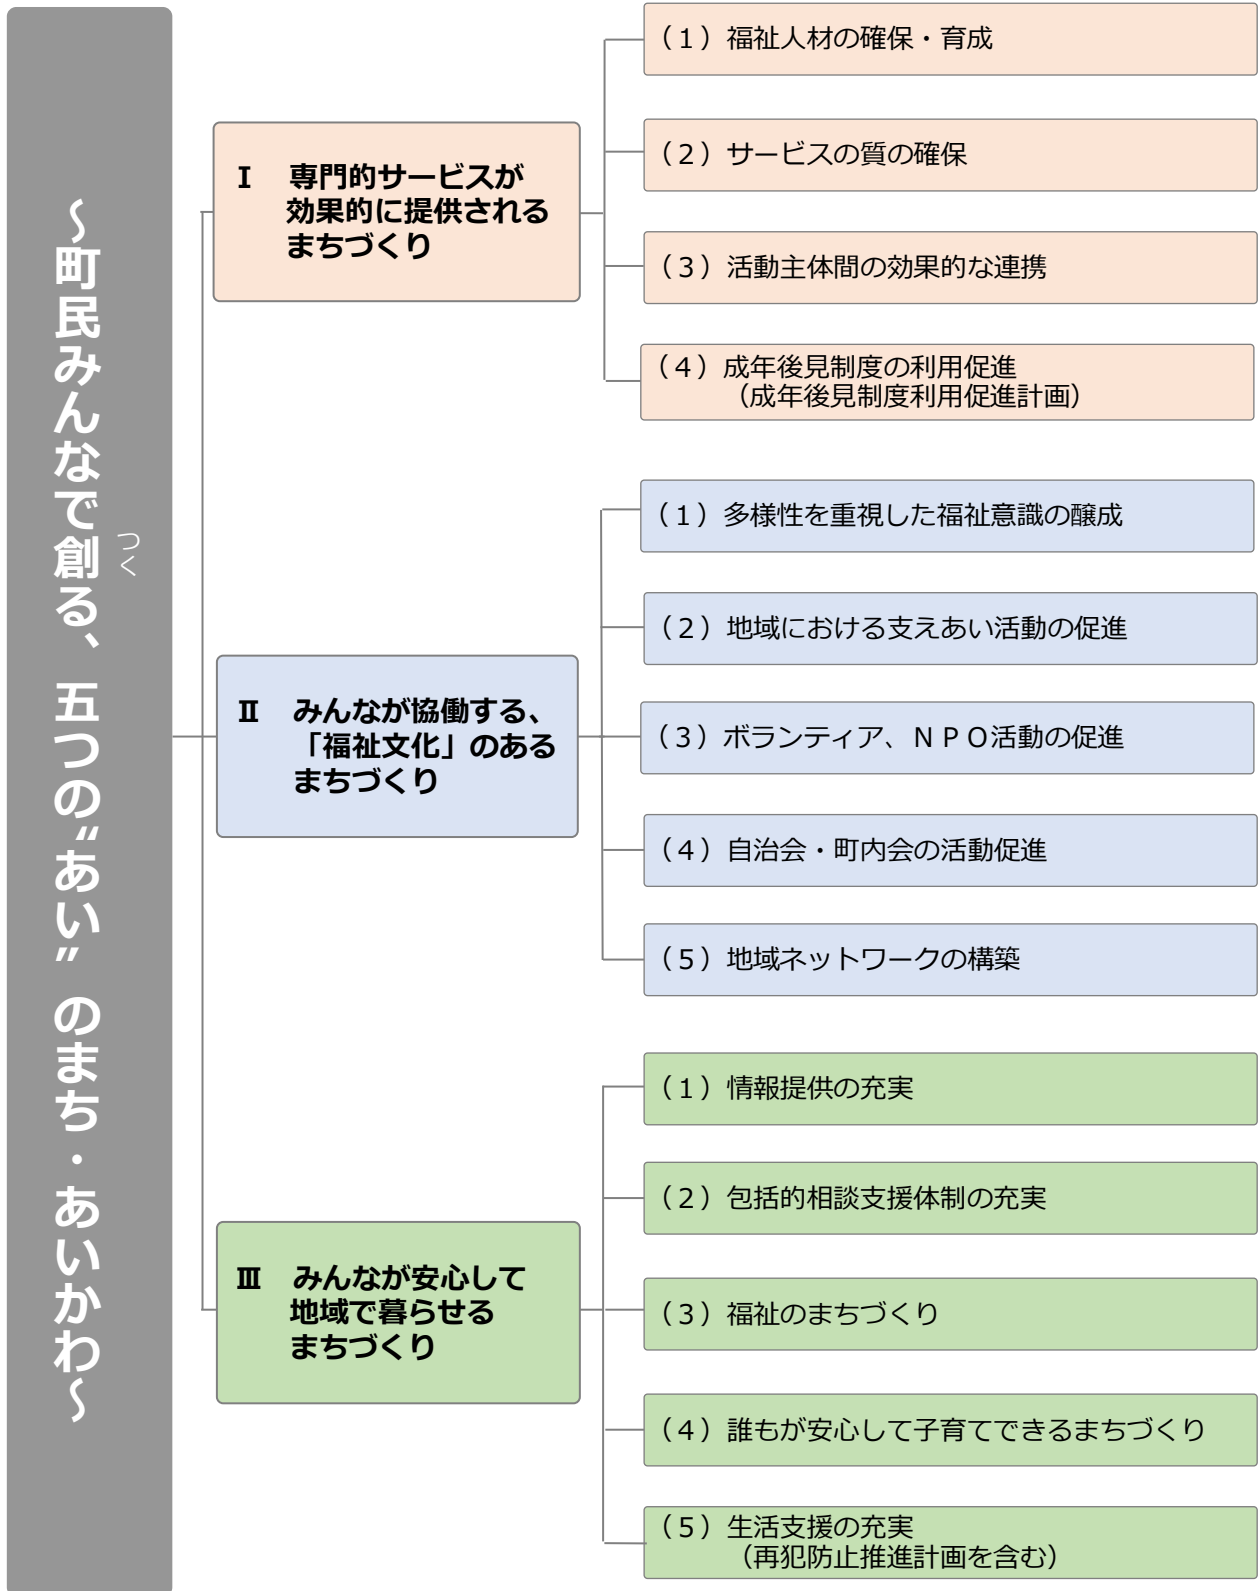 ～町民みんなで創る、五つの“あい”のまち・あいかわ～
つく
Ⅰ 専門的サービスが
効果的に提供される
まちづくり
（１）福祉人材の確保・育成
（２）サービスの質の確保
（３）活動主体間の効果的な連携
（４）成年後見制度の利用促進
（成年後見制度利用促進計画）
Ⅱ みんなが協働する、
「福祉文化」のある
まちづくり
（１）多様性を重視した福祉意識の醸成
（２）地域における支えあい活動の促進
（３）ボランティア、ＮＰＯ活動の促進
（４）自治会・町内会の活動促進
（５）地域ネットワークの構築
Ⅲ みんなが安心して
地域で暮らせる
まちづくり
（１）情報提供の充実
（２）包括的相談支援体制の充実
（３）福祉のまちづくり
（４）誰もが安心して子育てできるまちづくり
（５）生活支援の充実
（再犯防止推進計画を含む）